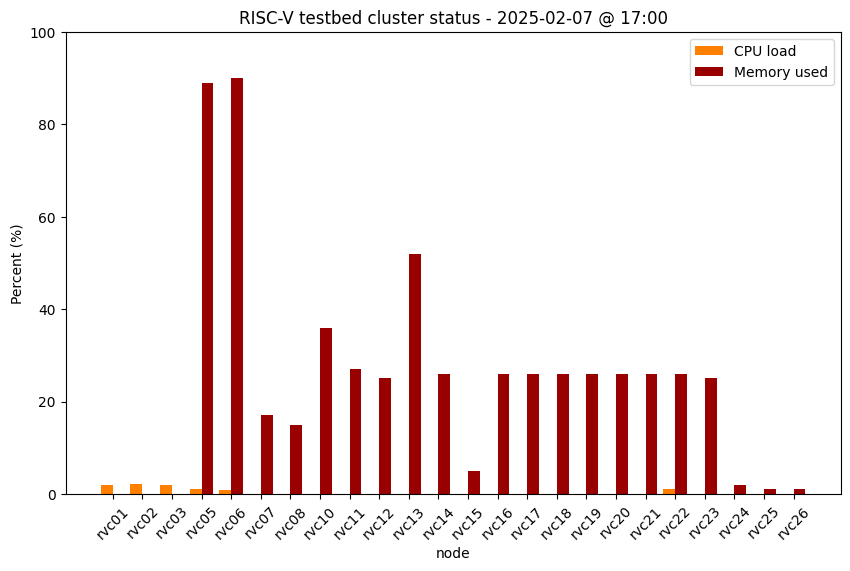 RISC-V testbed cluster status - 2025-02-07 @ 17:00
CPU load
Memory used
Percent (%)
100
80
60
40
20
0
rvc01
rvc02
rvc03
rvc05
rvc06
rvc07
rvc08
rvc10
rvc11
rvc12
rvc13
rvc14
rvc15
rvc16
rvc17
rvc18
rvc19
rvc20
rvc21
rvc22
rvc23
rvc24
rvc25
rvc26
node